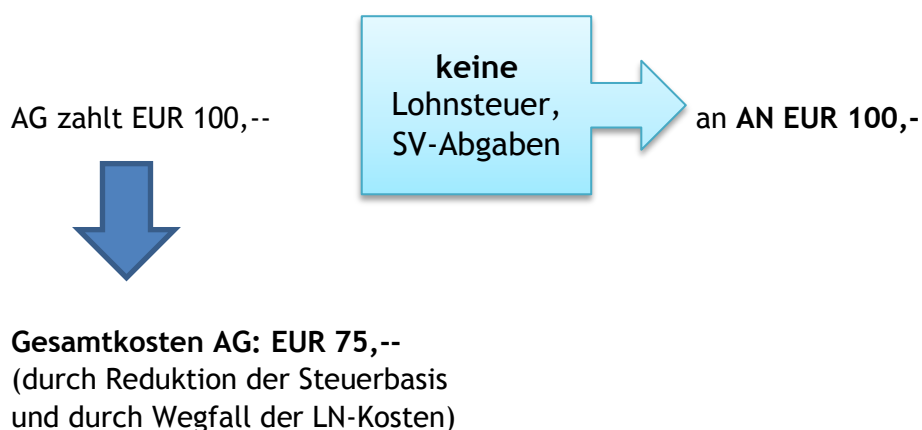 keine
Lohnsteuer,
SV-Abgaben
AG zahlt EUR 100,--
an AN EUR 100,-
Gesamtkosten AG: EUR 75,--
(durch Reduktion der Steuerbasis
und durch Wegfall der LN-Kosten)